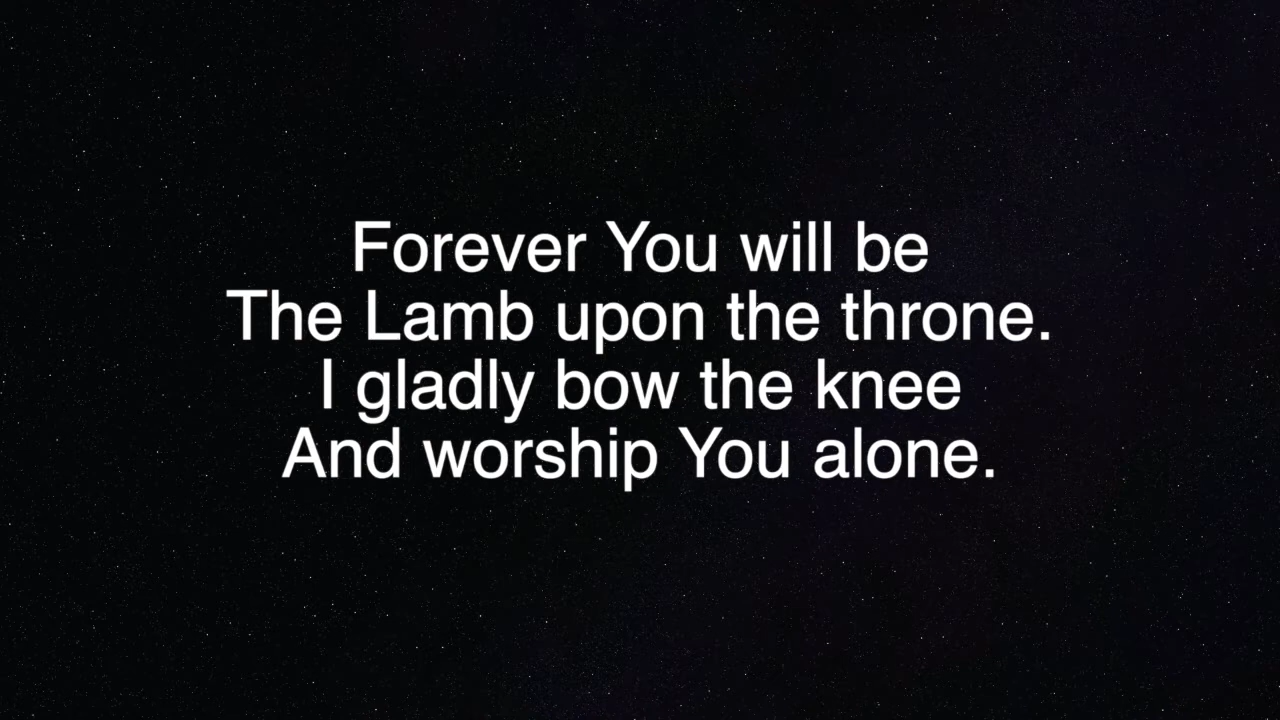 Forever You will be
The Lamb upon the throne.
I gladly bow the knee
And worship You alone.